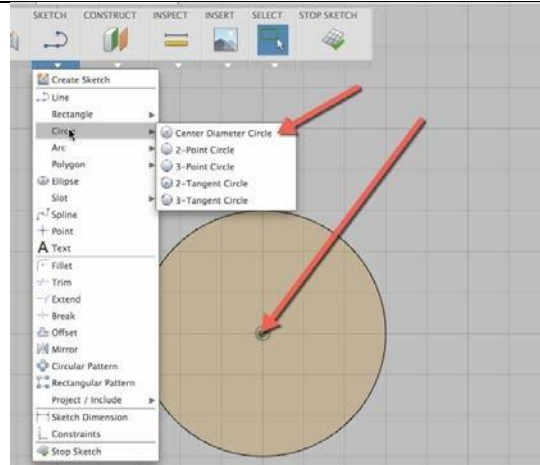 SKETCH CONSTRUCT INSPECT INSERT SELECT STOP SKETCH
Create Sketch
Line
Rectangle
Circle
Center Diameter Circle
2-Point Circle
3-Point Circle
2-Tangent Circle
3-Tangent Circle
Arc
Polygon
Ellipse
Slot
Spline
Point
A Text
Fillet
Trim
Extend
Break
Offset
Mirror
Circular Pattern
Rectangular Pattern
Project / Include
Sketch Dimension
Constraints
Stop Sketch